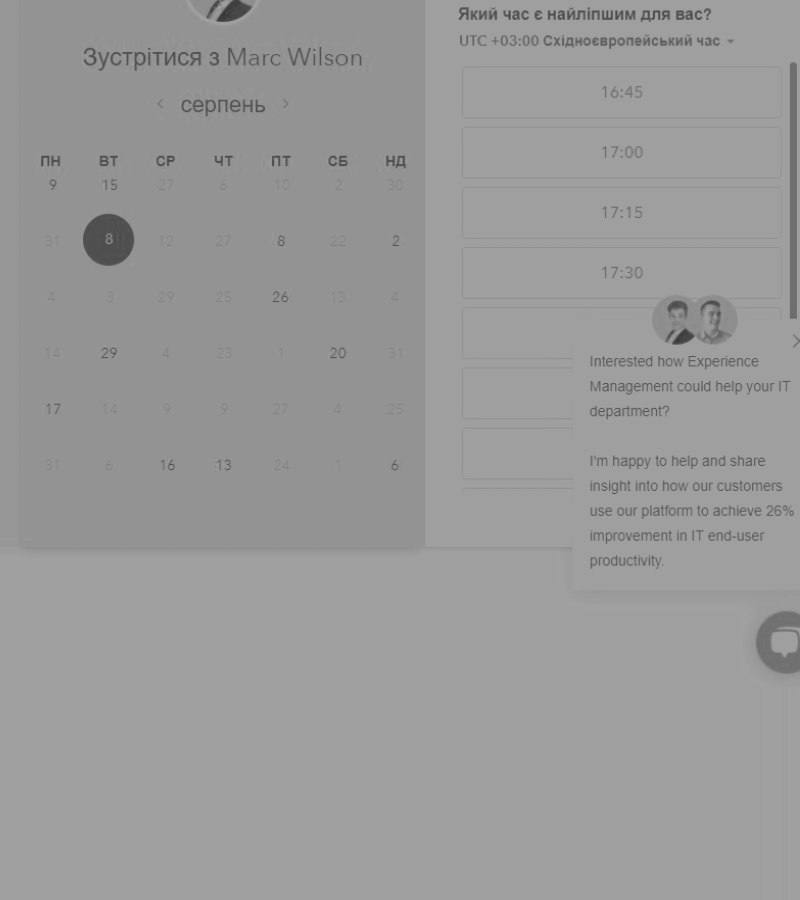 Зустрітися з Marc Wilson
серпень
ПН ВТ СР ЧТ ПТ СБ НД
9 15 27 6 10 2 30
31 8 12 27 8 22 2
4 3 29 25 26 13 4
14 29 4 23 1 20 31
17 14 9 9 27 4 25
31 6 16 13 24 1 6
Який час є найліпшим для вас?
UTC +03:00 Східноєвропейський час
16:45
17:00
17:15
17:30
Interested how Experience
Management could help your IT
department?
I'm happy to help and share
insight into how our customers
use our platform to achieve 26%
improvement in IT end-user
productivity.